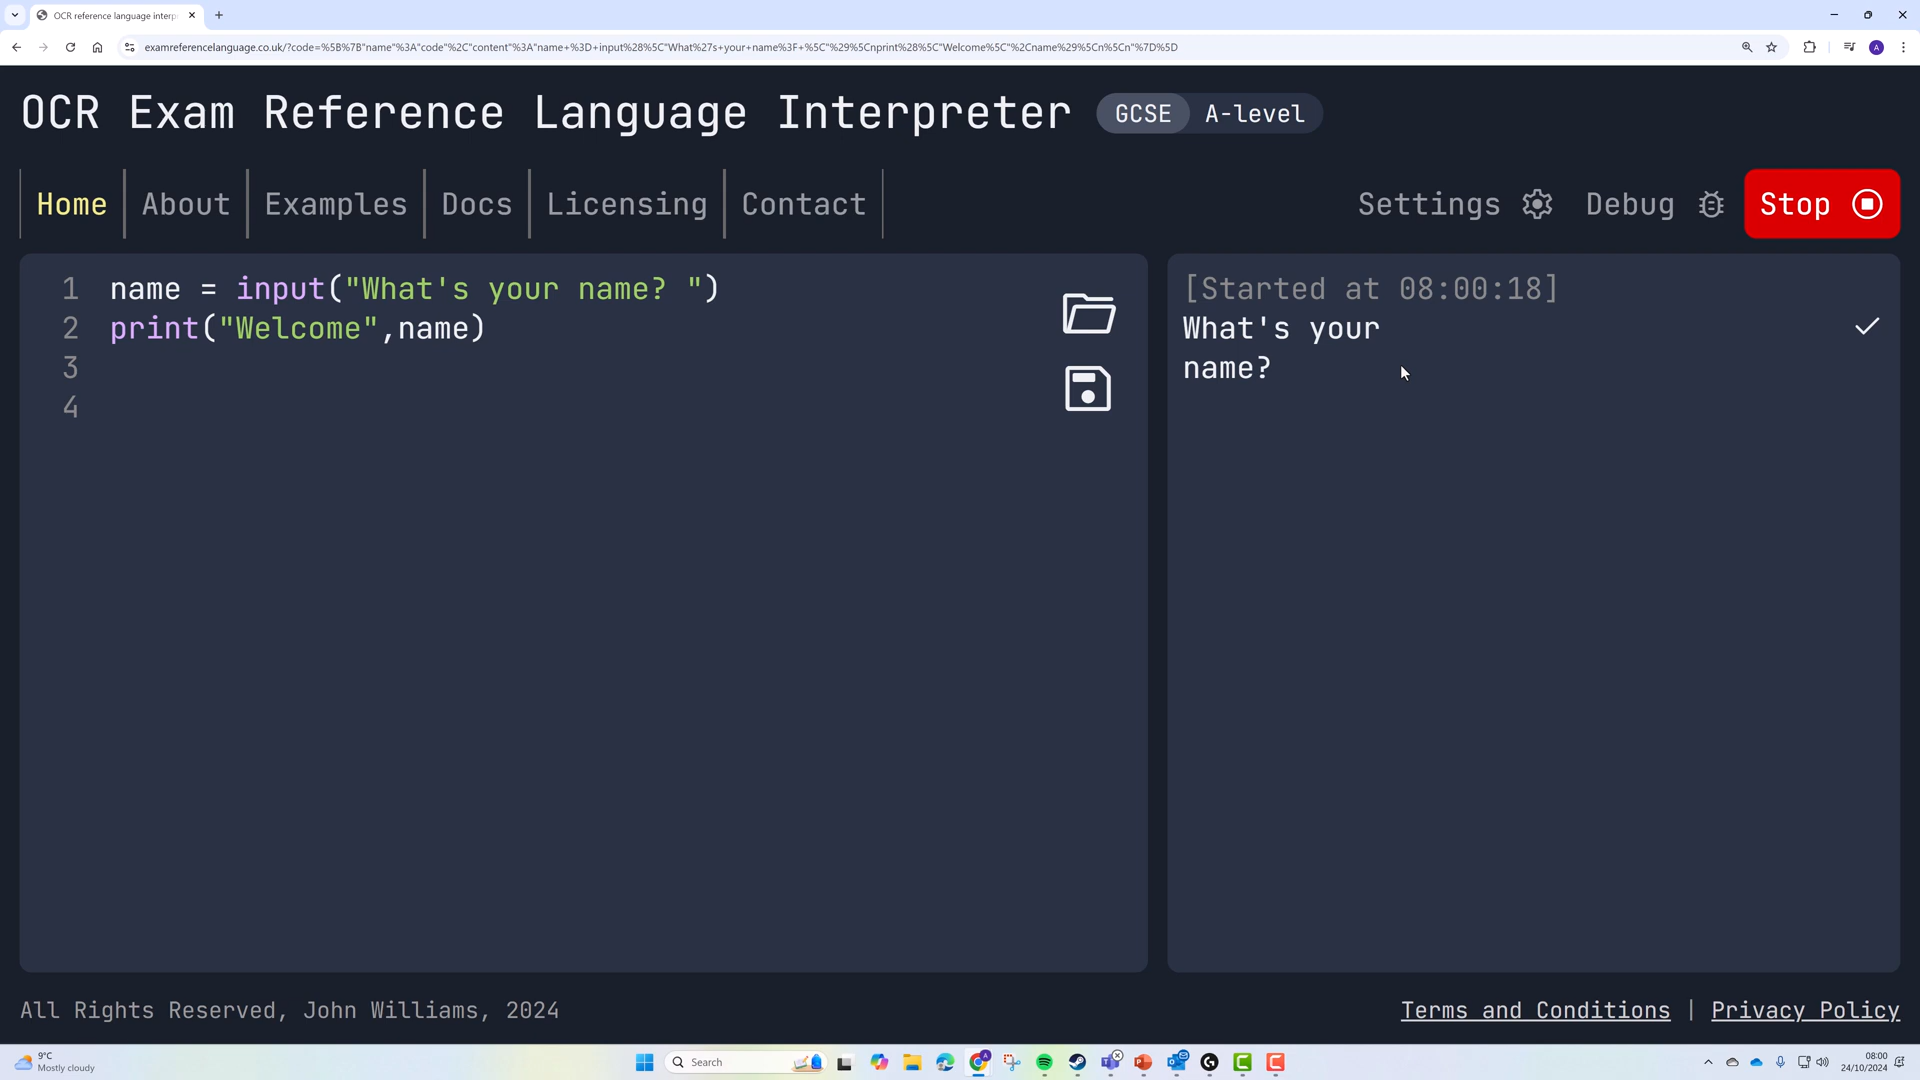 OCR reference language interp
examreferencelanguage.co.uk/?code=%5B%7B"name"%3A"code"%2C"content"%3A"name+%3D+input%28%5C"What%27s+your+name%3F+%5C"%29%5Cnprint%28%5C"Welcome%5C"%2Cname%29%5Cn%5Cn"%7D%5D
A
OCR Exam Reference Language Interpreter GCSE A-level
Home About Examples Docs Licensing Contact Settings Debug Stop
1 name = input("What's your name? ")
2 print("Welcome",name)
3
4
[Started at 08:00:18]
What's your
name?
All Rights Reserved, John Williams, 2024
Terms and Conditions | Privacy Policy
9°C
Mostly cloudy
Search
08:00
24/10/2024